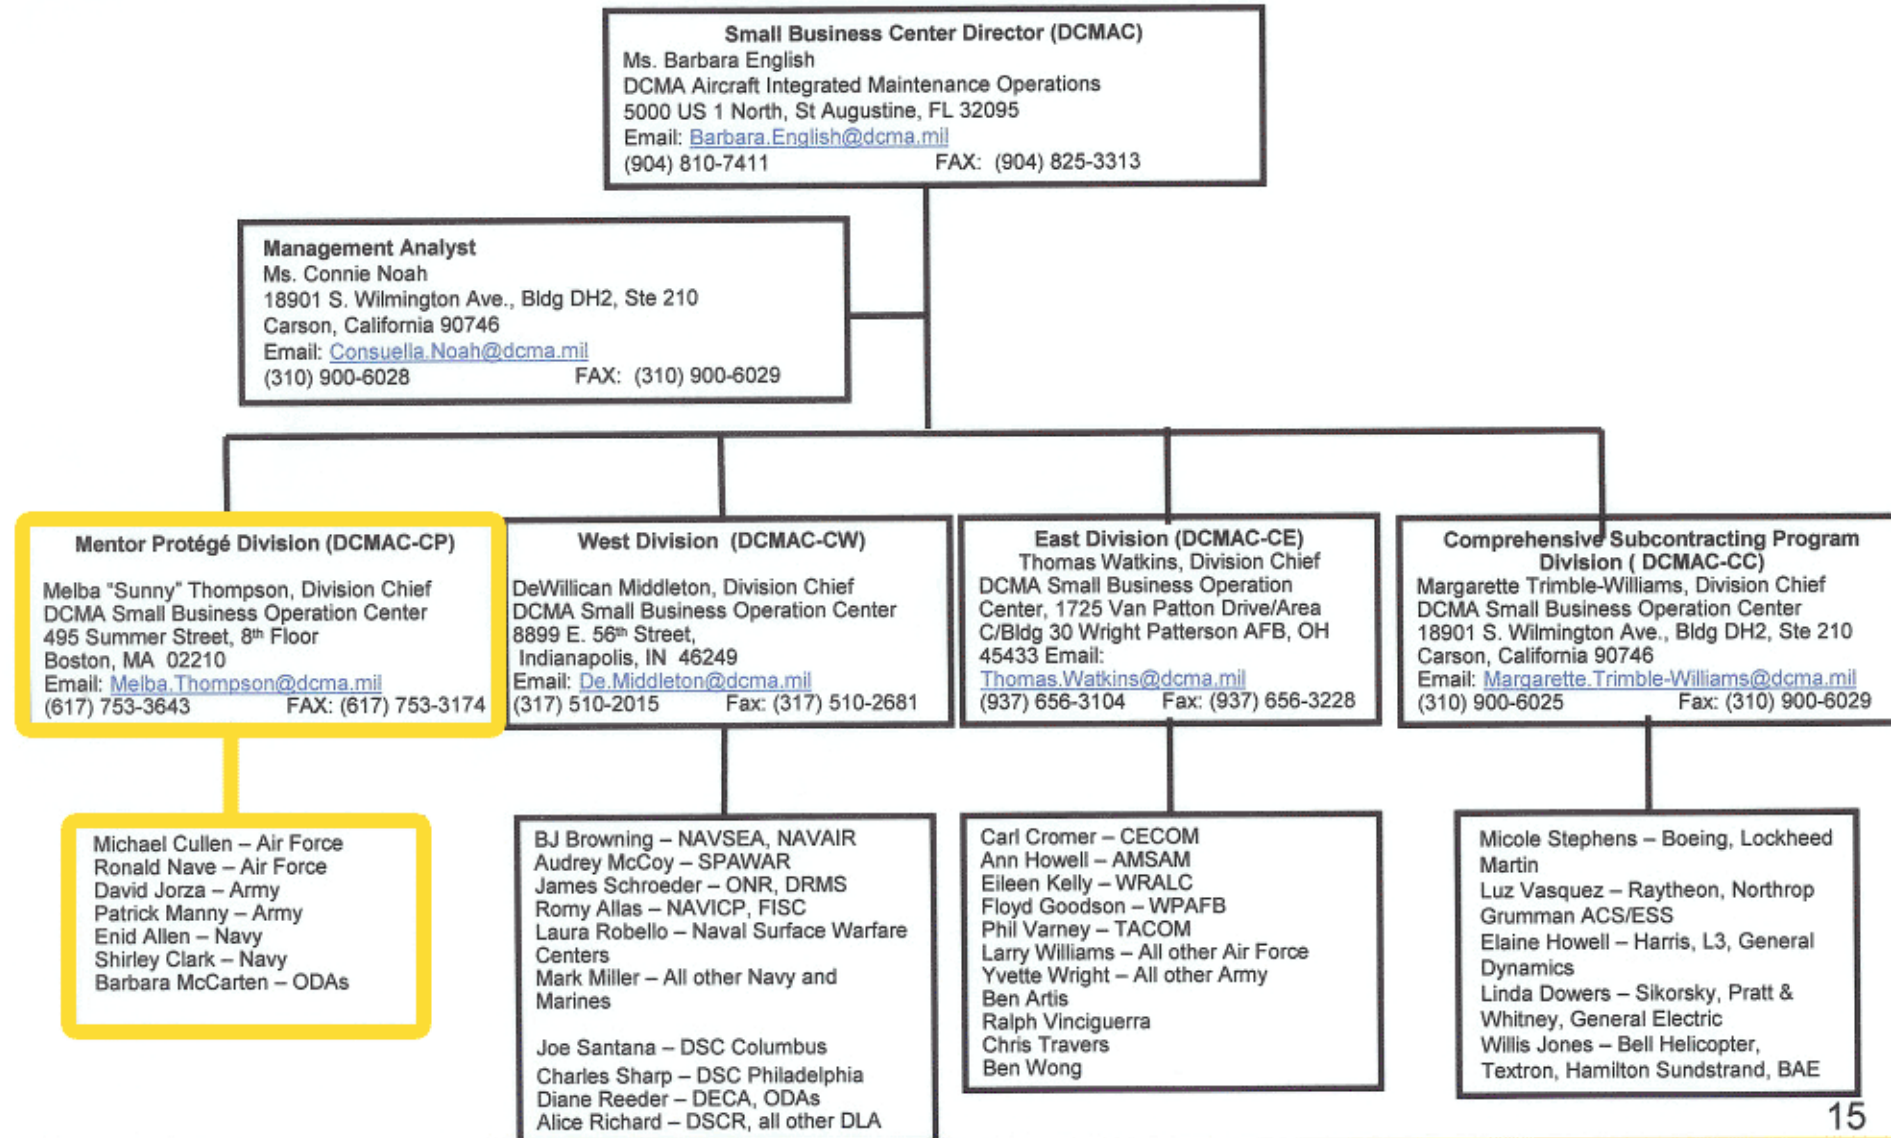 Small Business Center Director (DCMAC)
Ms. Barbara English
DCMA Aircraft Integrated Maintenance Operations
5000 US 1 North, St Augustine, FL 32095
Email: Barbara.English@dcma.mil
(904) 810-7411 FAX: (904) 825-3313
Management Analyst
Ms. Connie Noah
18901 S. Wilmington Ave., Bldg DH2, Ste 210
Carson, California 90746
Email: Consuella.Noah@dcma.mil
(310) 900-6028 FAX: (310) 900-6029
Mentor Protégé Division (DCMAC-CP)
Melba "Sunny" Thompson, Division Chief
DCMA Small Business Operation Center
495 Summer Street, 8th Floor
Boston, MA 02210
Email: Melba.Thompson@dcma.mil
(617) 753-3643 FAX: (617) 753-3174
West Division (DCMAC-CW)
DeWillican Middleton, Division Chief
DCMA Small Business Operation Center
8899 E. 56th Street,
Indianapolis, IN 46249
Email: De.Middleton@dcma.mil
(317) 510-2015 Fax: (317) 510-2681
East Division (DCMAC-CE)
Thomas Watkins, Division Chief
DCMA Small Business Operation
Center, 1725 Van Patton Drive/Area
C/Bldg 30 Wright Patterson AFB, OH
45433 Email:
Thomas.Watkins@dcma.mil
(937) 656-3104 Fax: (937) 656-3228
Comprehensive Subcontracting Program
Division ( DCMAC-CC)
Margarette Trimble-Williams, Division Chief
DCMA Small Business Operation Center
18901 S. Wilmington Ave., Bldg DH2, Ste 210
Carson, California 90746
Email: Margarette.Trimble-Williams@dcma.mil
(310) 900-6025 Fax: (310) 900-6029
Michael Cullen – Air Force
Ronald Nave – Air Force
David Jorza – Army
Patrick Manny – Army
Enid Allen – Navy
Shirley Clark – Navy
Barbara McCarten – ODAs
BJ Browning – NAVSEA, NAVAIR
Audrey McCoy – SPAWAR
James Schroeder – ONR, DRMS
Romy Allas – NAVICP, FISC
Laura Robello – Naval Surface Warfare
Centers
Mark Miller – All other Navy and
Marines
Joe Santana – DSC Columbus
Charles Sharp – DSC Philadelphia
Diane Reeder – DECA, ODAs
Alice Richard – DSCR, all other DLA
Carl Cromer – CECOM
Ann Howell – AMSAM
Eileen Kelly – WRALC
Floyd Goodson – WPAFB
Phil Varney – TACOM
Larry Williams – All other Air Force
Yvette Wright – All other Army
Ben Artis
Ralph Vinciguerra
Chris Travers
Ben Wong
Micole Stephens – Boeing, Lockheed
Martin
Luz Vasquez – Raytheon, Northrop
Grumman ACS/ESS
Elaine Howell – Harris, L3, General
Dynamics
Linda Dowers – Sikorsky, Pratt &
Whitney, General Electric
Willis Jones – Bell Helicopter,
Textron, Hamilton Sundstrand, BAE
15